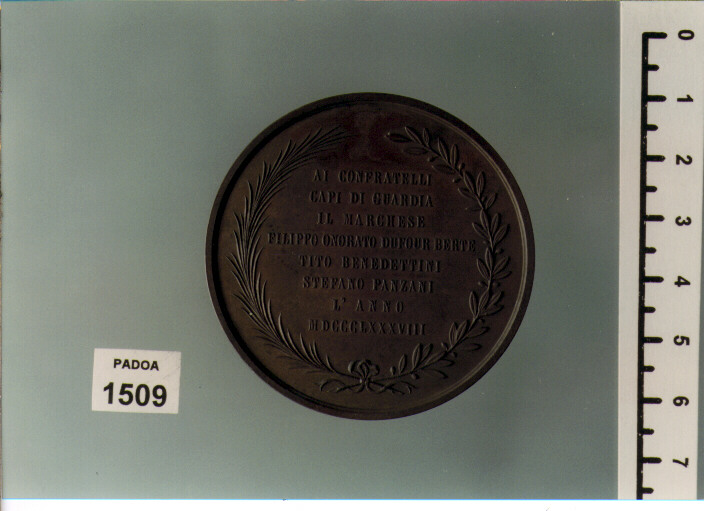 AI CONFRATELLI
CAPI DI GUARDIA
IL MARCHESE
FILIPPO ONORATO DUFOUR BERTE
TITO BENEDETTINI
STEFANO PANZANI
L' ANNO
MDCCCLXXXVIII
PADOA
1509
0
1
2
3
4
5
6
7